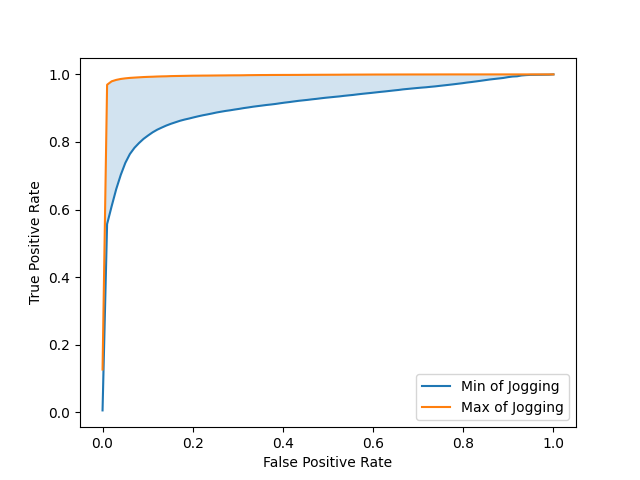 1.0
0.8
0.6
0.4
0.2
0.0
True Positive Rate
0.0 0.2 0.4 0.6 0.8 1.0
False Positive Rate
Min of Jogging
Max of Jogging